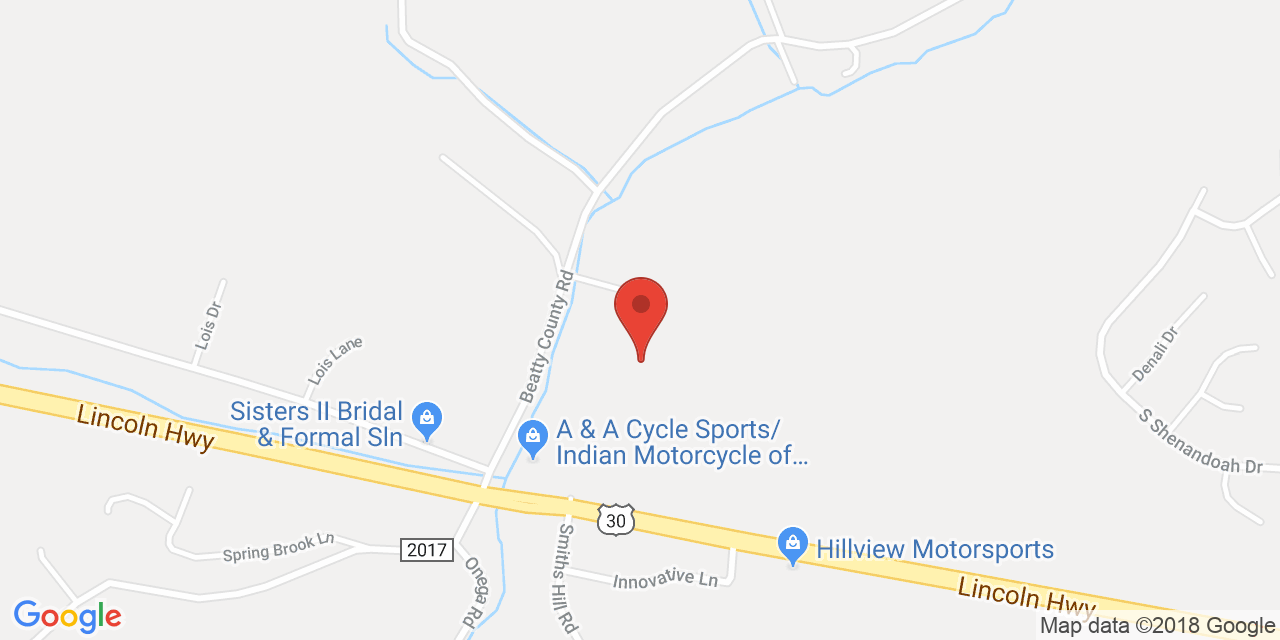 Beatty County Rd
Lois Dr
Lois Lane
Denali Dr
Sisters II Bridal
& Formal Sln
A & A Cycle Sports/
Indian Motorcycle of...
Lincoln Hwy
S Shenandoah Dr
30
Spring Brook Ln
2017
Onega Rd
Smiths Hill Rd
Innovative Ln
Hillview Motorsports
Lincoln Hwy
Google
Map data ©2018 Google